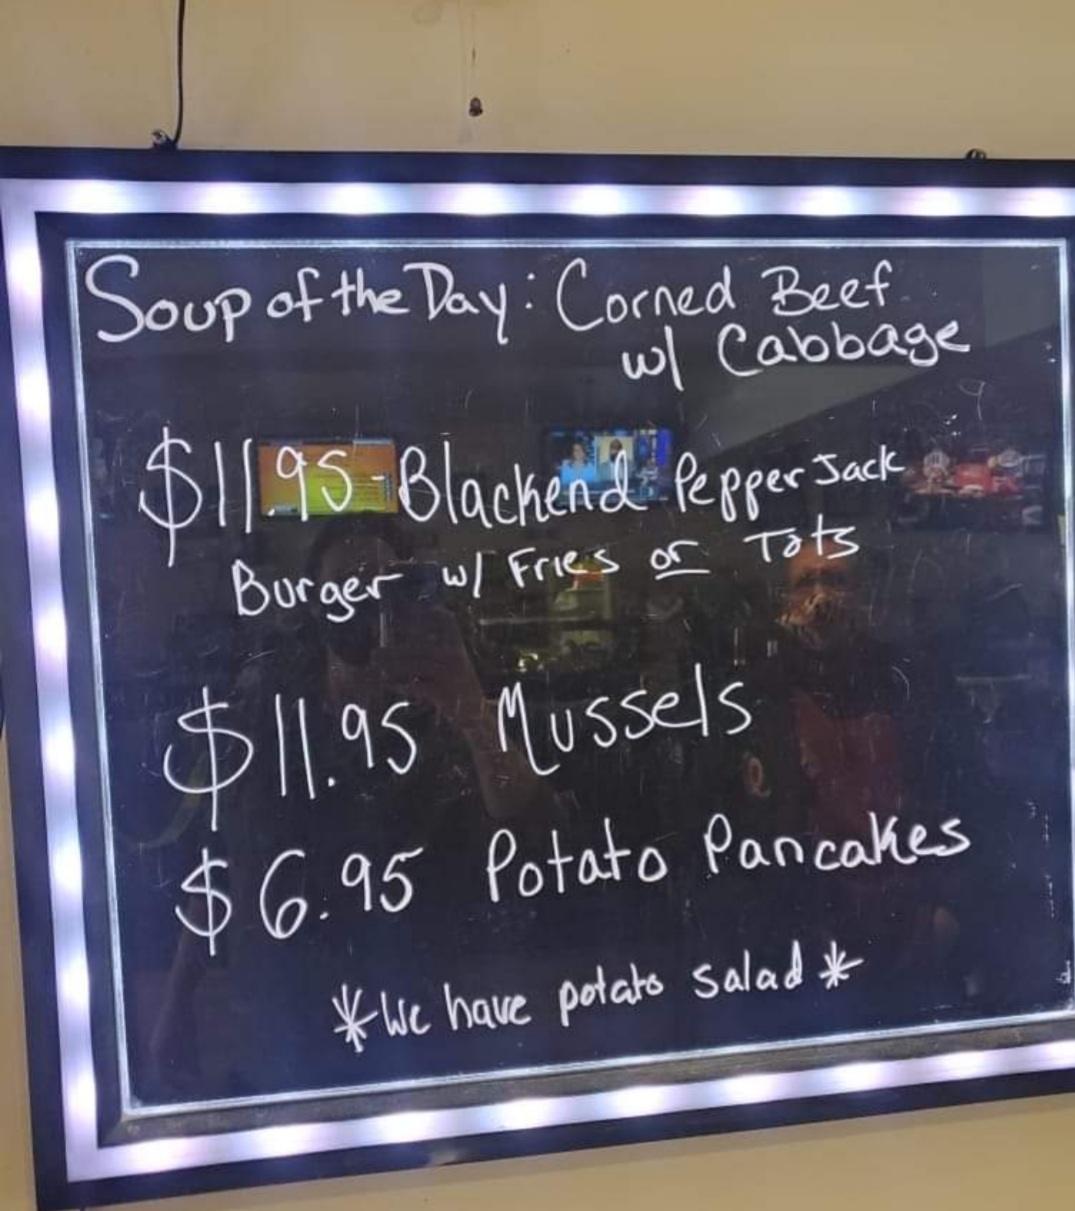 Soup of the Day: Corned Beef
w/ Cabbage
$11.95-Blackend Pepper Jack
Burger w/ Fries or Tots
$11.95 Mussels
$6.95 Potato Pancakes
*We have potato salad*